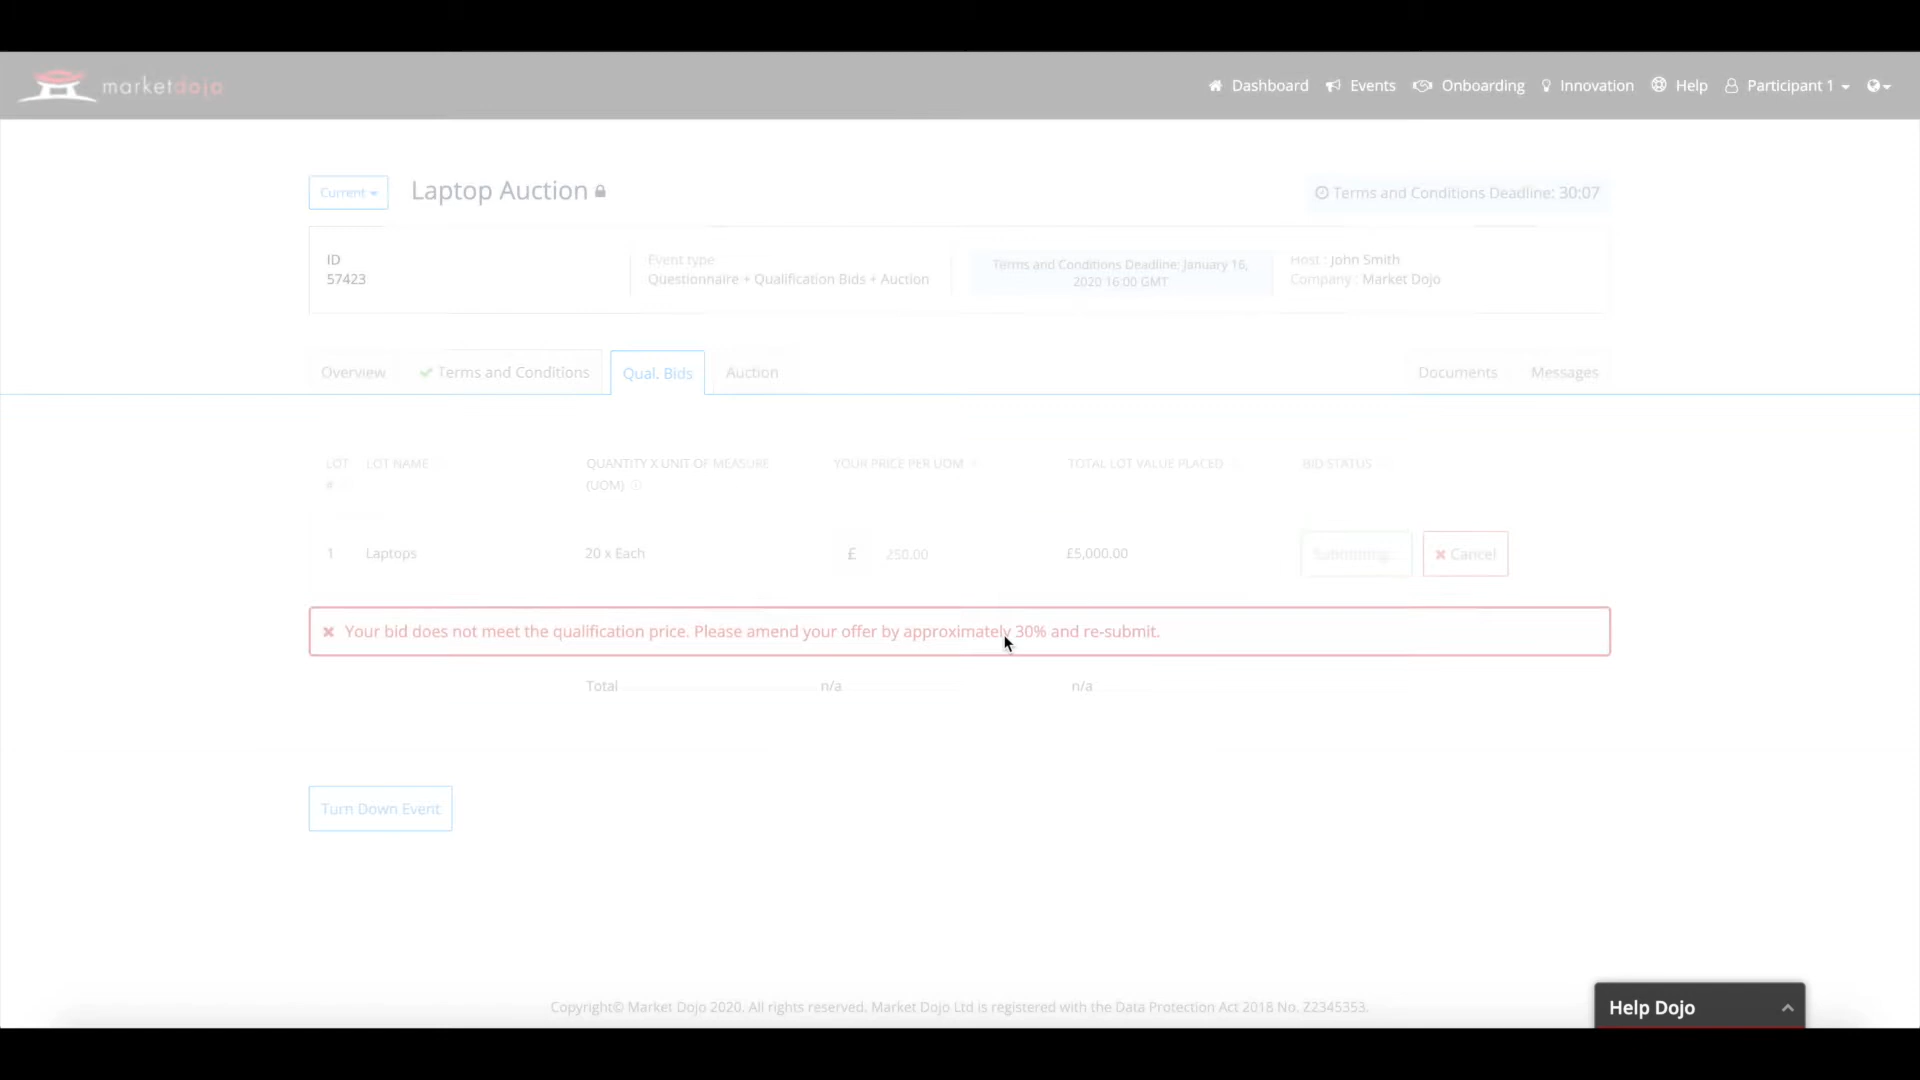 marketdojo
Dashboard Events Onboarding Innovation Help Participant 1
Current Laptop Auction Terms and Conditions Deadline: 30:07
ID
57423
Event type
Questionnaire + Qualification Bids + Auction
Terms and Conditions Deadline: January 16,
2020 16:00 GMT
Host : John Smith
Company : Market Dojo
Overview Terms and Conditions Qual. Bids Auction Documents Messages
LOT LOT NAME QUANTITY X UNIT OF MEASURE YOUR PRICE PER UOM TOTAL LOT VALUE PLACED BID STATUS
# (UOM)
1 Laptops 20 x Each £ 250.00 £5,000.00 Submitting... Cancel
Your bid does not meet the qualification price. Please amend your offer by approximately 30% and re-submit.
Total n/a n/a
Turn Down Event
Copyright© Market Dojo 2020. All rights reserved. Market Dojo Ltd is registered with the Data Protection Act 2018 No. Z2345353.
Help Dojo